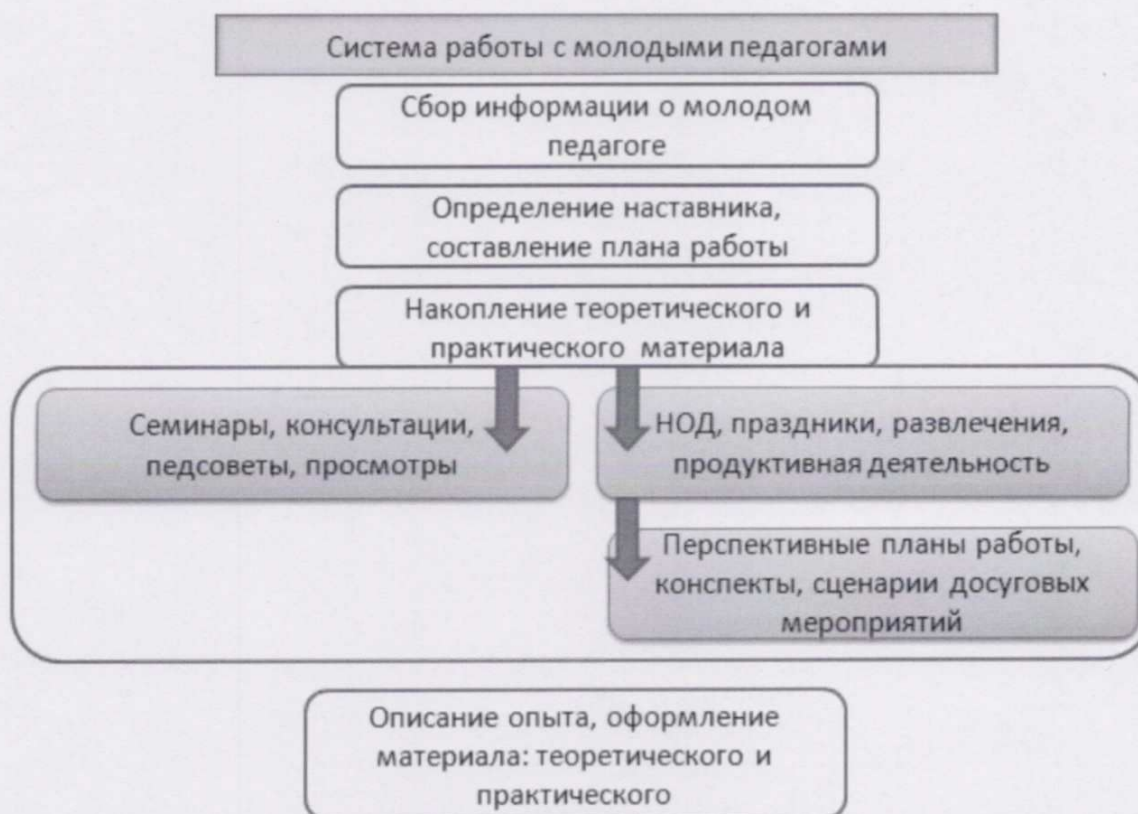 Система работы с молодыми педагогами
Сбор информации о молодом
педагоге
Определение наставника,
составление плана работы
Накопление теоретического и
практического материала
Семинары, консультации,
педсоветы, просмотры
НОД, праздники, развлечения,
продуктивная деятельность
Перспективные планы работы,
конспекты, сценарии досуговых
мероприятий
Описание опыта, оформление
материала: теоретического и
практического